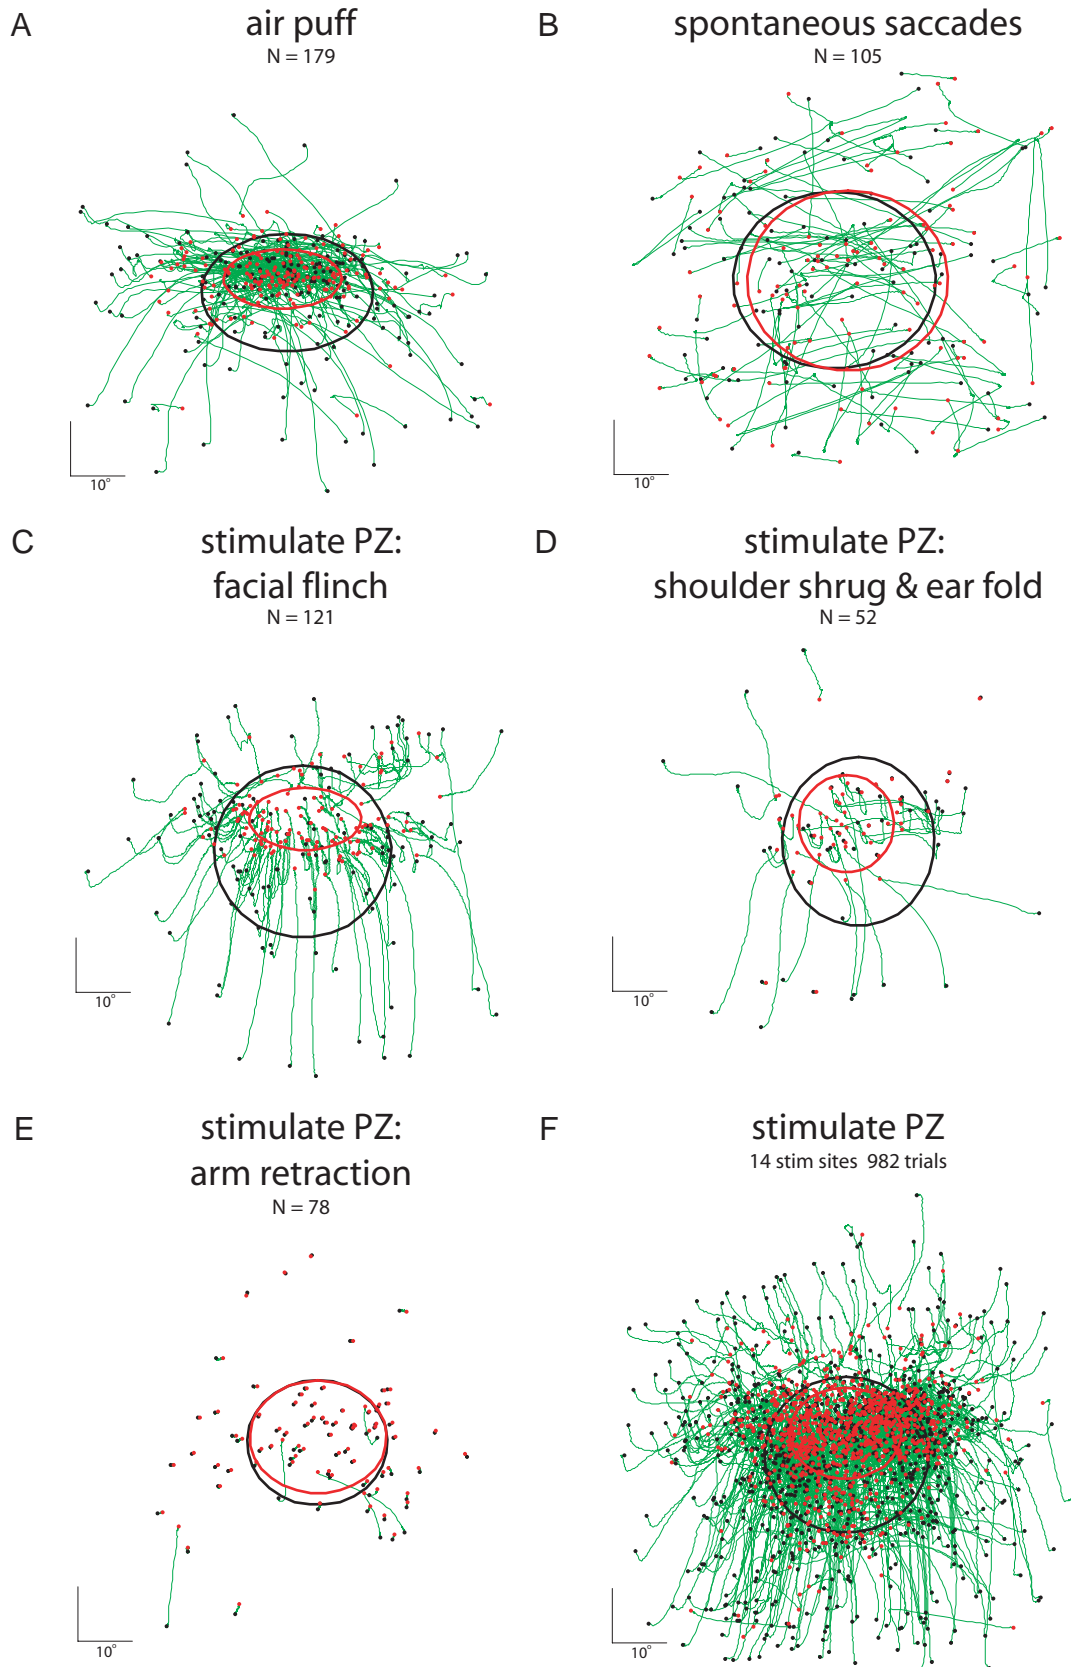 A
air puff
N = 179
10°
B
spontaneous saccades
N = 105
10°
C
stimulate PZ:
facial flinch
N = 121
10°
D
stimulate PZ:
shoulder shrug & ear fold
N = 52
10°
E
stimulate PZ:
arm retraction
N = 78
10°
F
stimulate PZ
14 stim sites 982 trials
10°